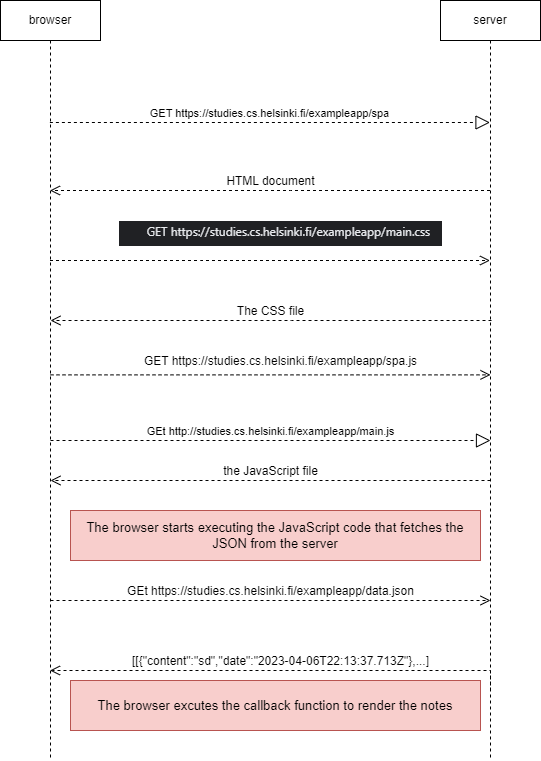 browser
server
GET https://studies.cs.helsinki.fi/exampleapp/spa
HTML document
GET https://studies.cs.helsinki.fi/exampleapp/main.css
The CSS file
GET https://studies.cs.helsinki.fi/exampleapp/spa.js
GEt http://studies.cs.helsinki.fi/exampleapp/main.js
the JavaScript file
The browser starts executing the JavaScript code that fetches the
JSON from the server
GEt https://studies.cs.helsinki.fi/exampleapp/data.json
[[{"content":"sd","date":"2023-04-06T22:13:37.713Z"},...]
The browser excutes the callback function to render the notes